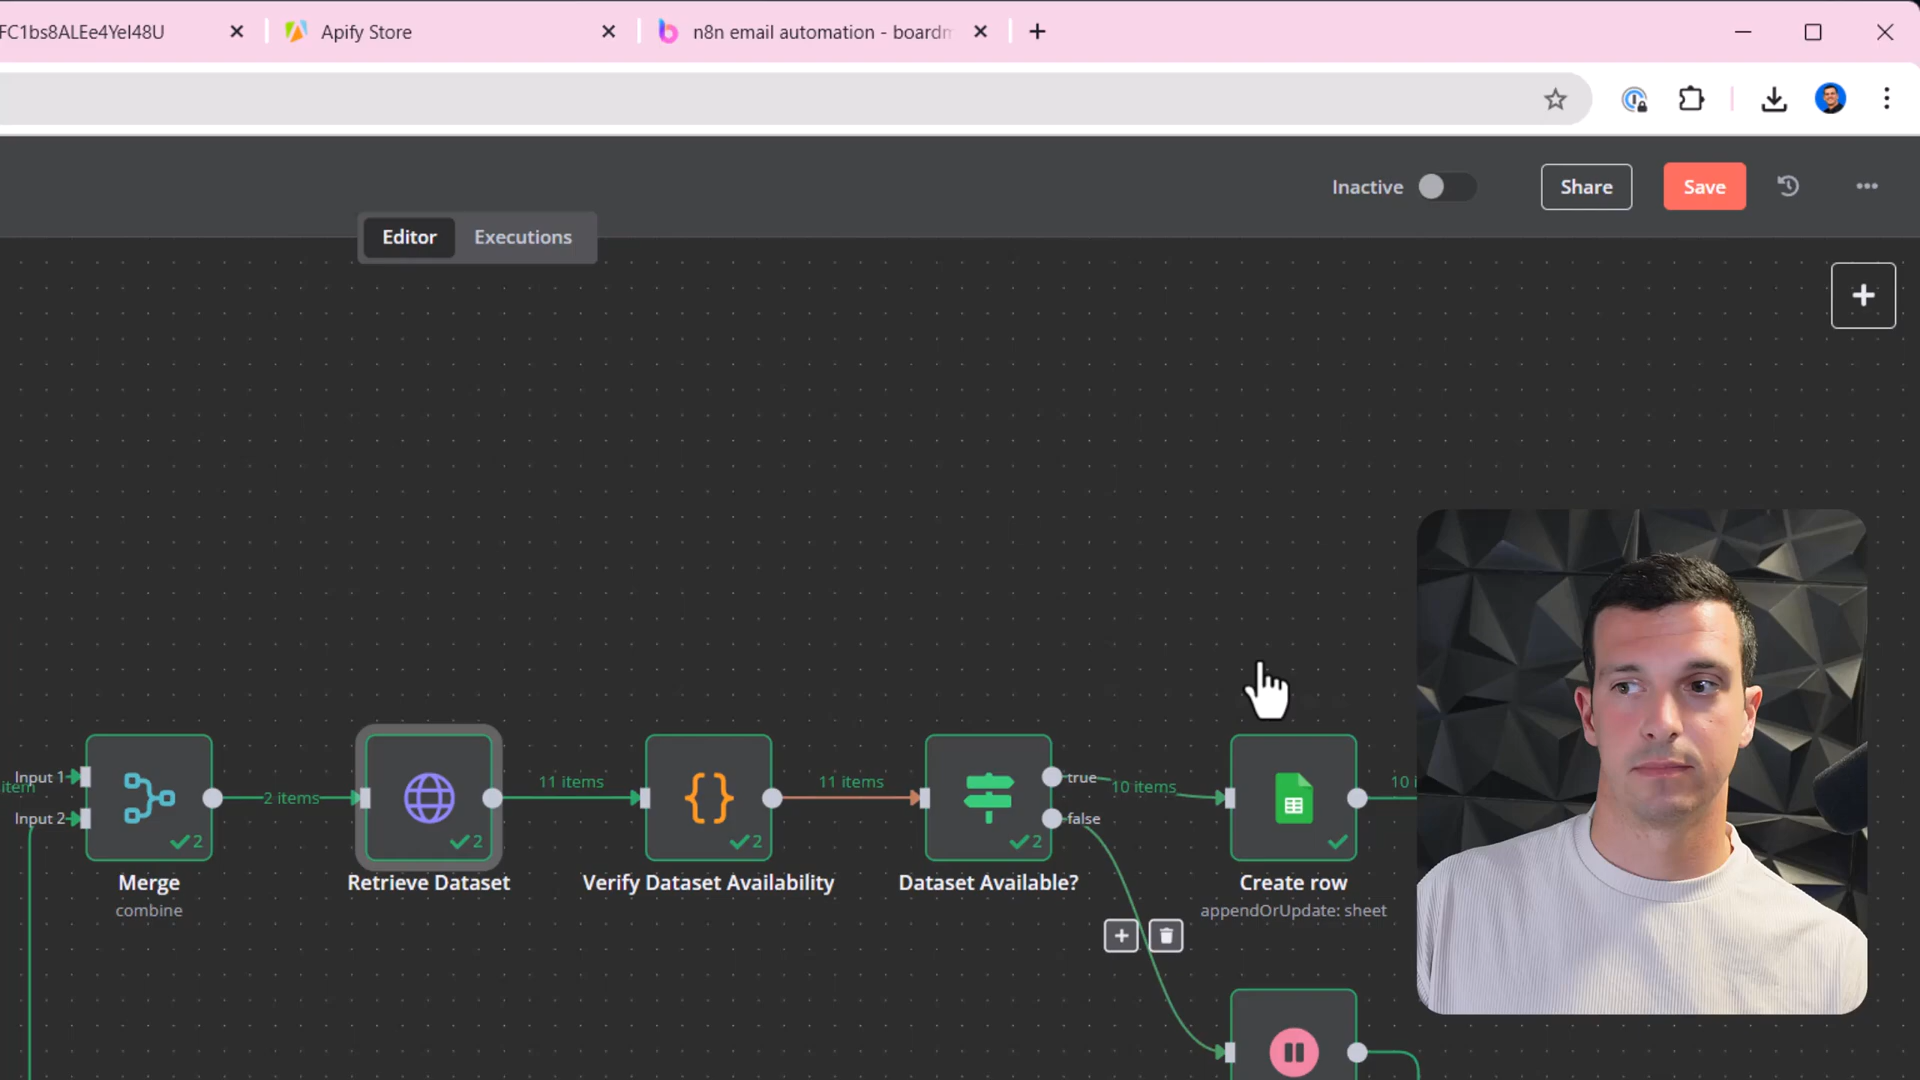 FC1bs8ALEe4YeI48U
Apify Store
n8n email automation - boardm
Inactive
Share
Save
Editor
Executions
Input 1
item
Input 2
2 items
11 items
11 items
true
10 items
10 i
false
2
2
2
2
Merge
Retrieve Dataset
Verify Dataset Availability
Dataset Available?
Create row
combine
appendOrUpdate: sheet